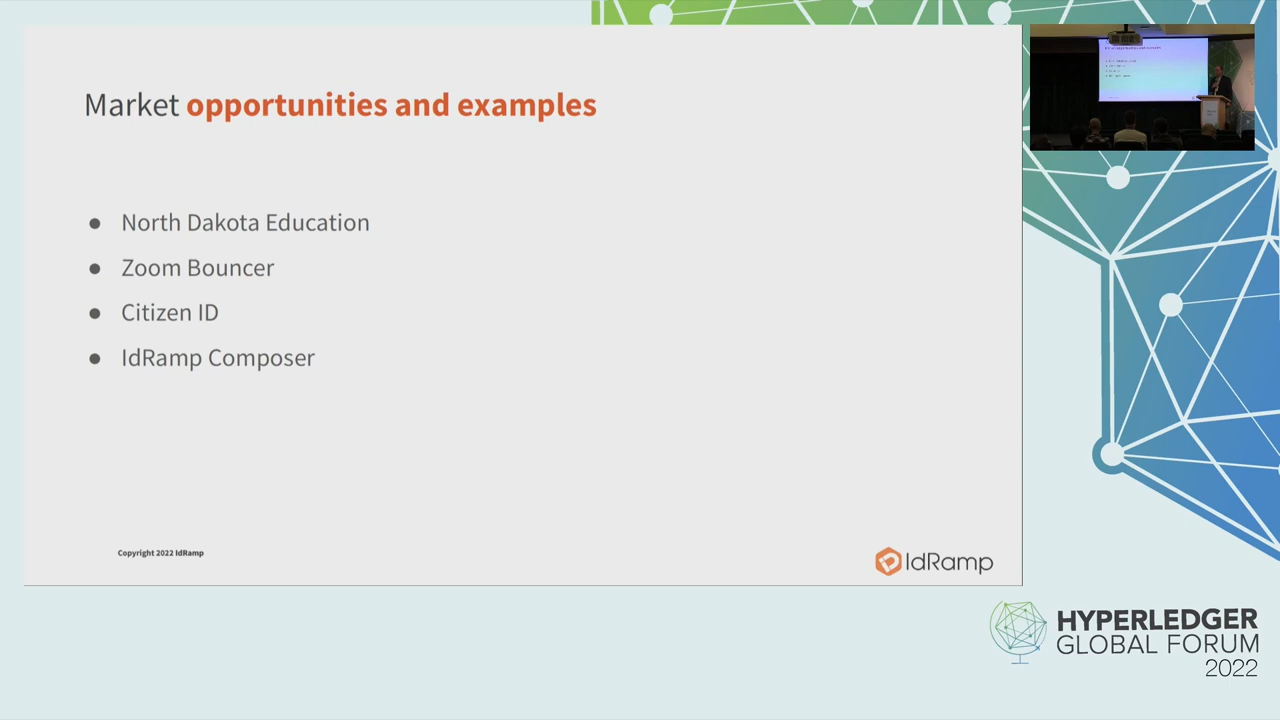 Market opportunities and examples
● North Dakota Education
● Zoom Bouncer
● Citizen ID
● IdRamp Composer
Copyright 2022 IdRamp
IdRamp
HYPERLEDGER
GLOBAL FORUM
2022